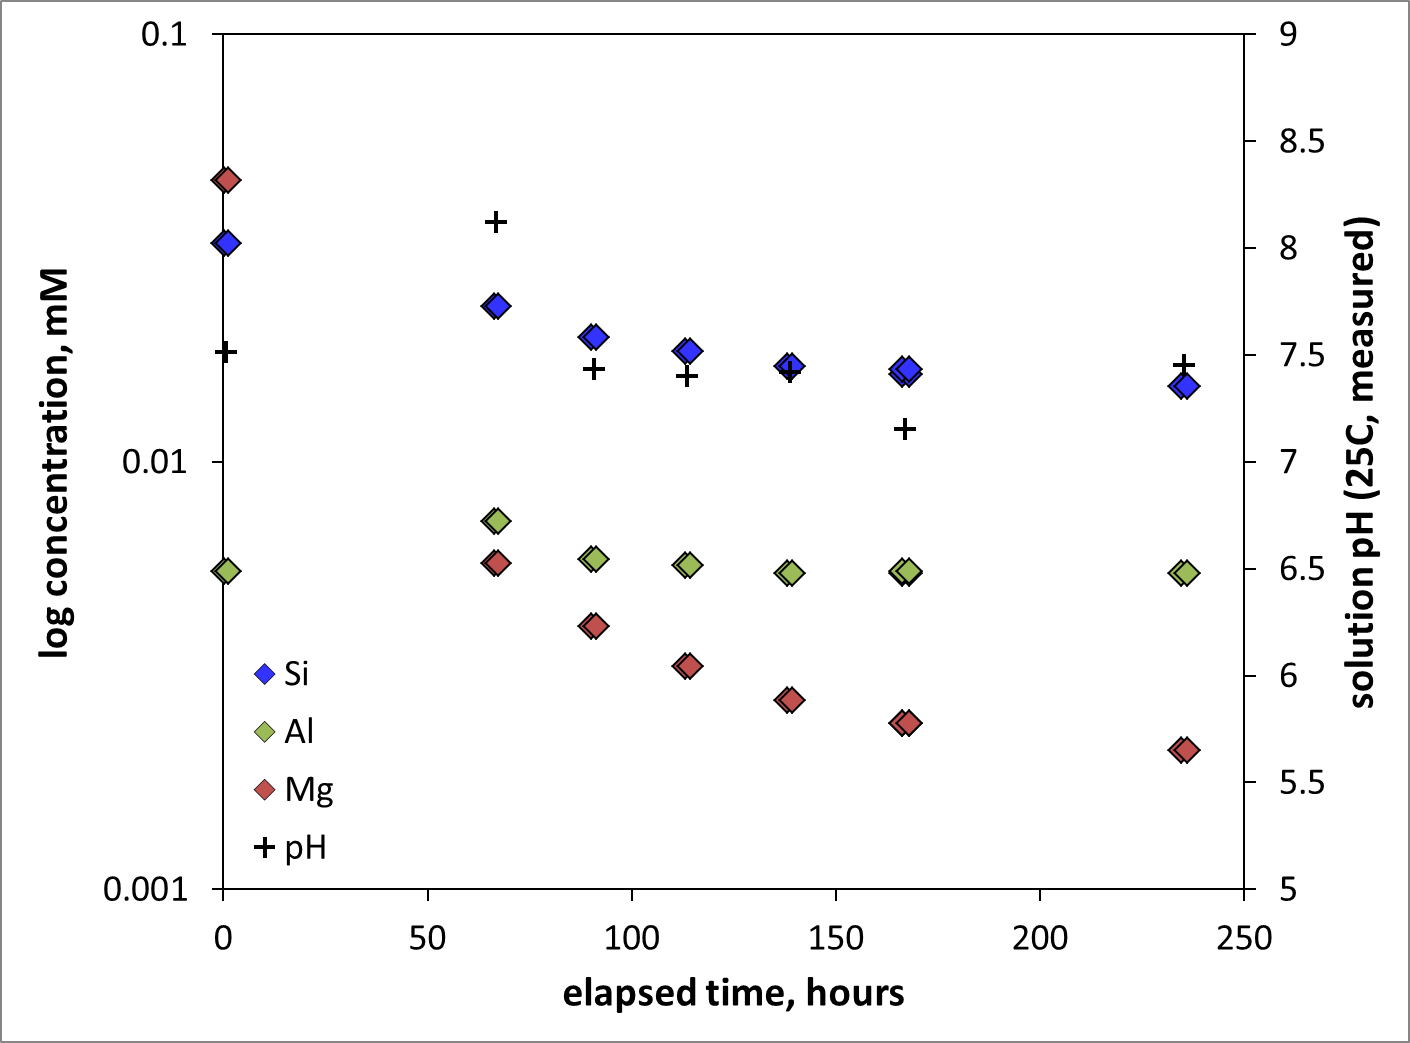 0.1
0.01
0.001
log concentration, mM
9
8.5
8
7.5
7
6.5
6
5.5
5
solution pH (25C, measured)
Si
Al
Mg
pH
0 50 100 150 200 250
elapsed time, hours